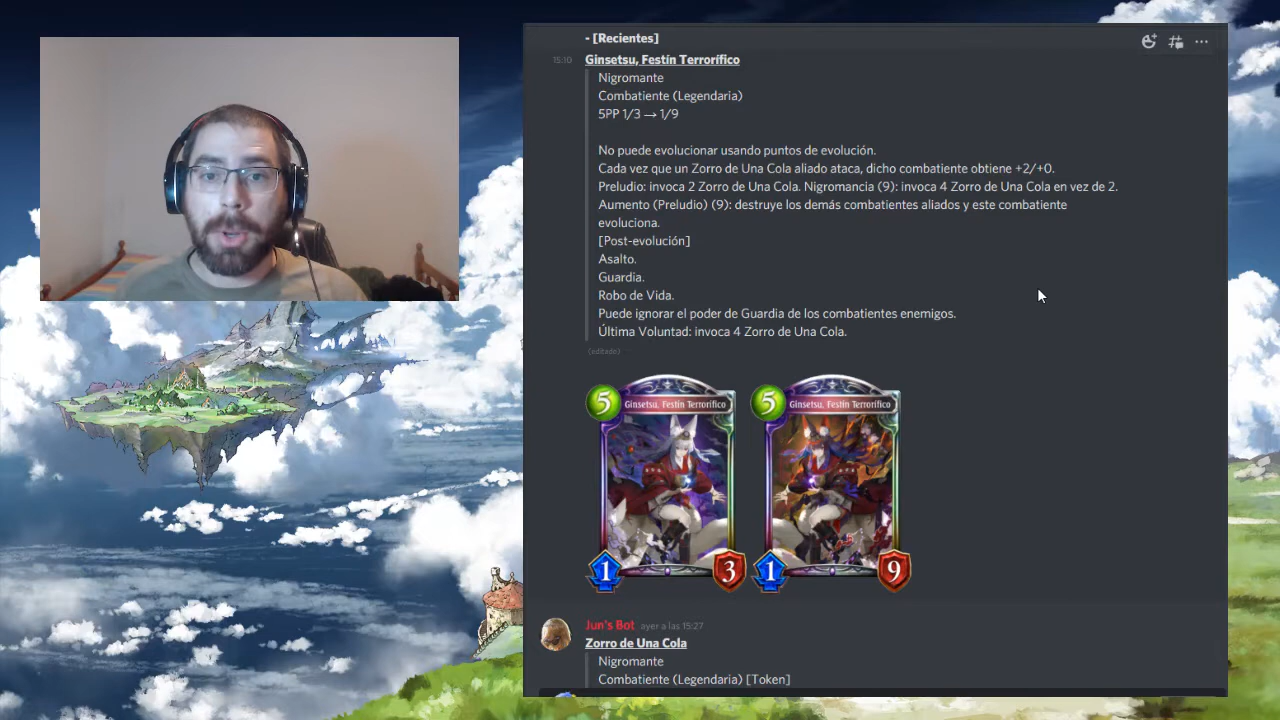 - [Recientes]
15:10
Ginsetsu, Festín Terrorífico
Nigromante
Combatiente (Legendaria)
5PP 1/3 → 1/9
No puede evolucionar usando puntos de evolución.
Cada vez que un Zorro de Una Cola aliado ataca, dicho combatiente obtiene +2/+0.
Preludio: invoca 2 Zorro de Una Cola. Nigromancia (9): invoca 4 Zorro de Una Cola en vez de 2.
Aumento (Preludio) (9): destruye los demás combatientes aliados y este combatiente
evoluciona.
[Post-evolución]
Asalto.
Guardia.
Robo de Vida.
Puede ignorar el poder de Guardia de los combatientes enemigos.
Última Voluntad: invoca 4 Zorro de Una Cola.
(editado)
5 Ginsetsu, Festín Terrorífico
1 3
5 Ginsetsu, Festín Terrorífico
1 9
Jun's Bot ayer a las 15:27
Zorro de Una Cola
Nigromante
Combatiente (Legendaria) [Token]